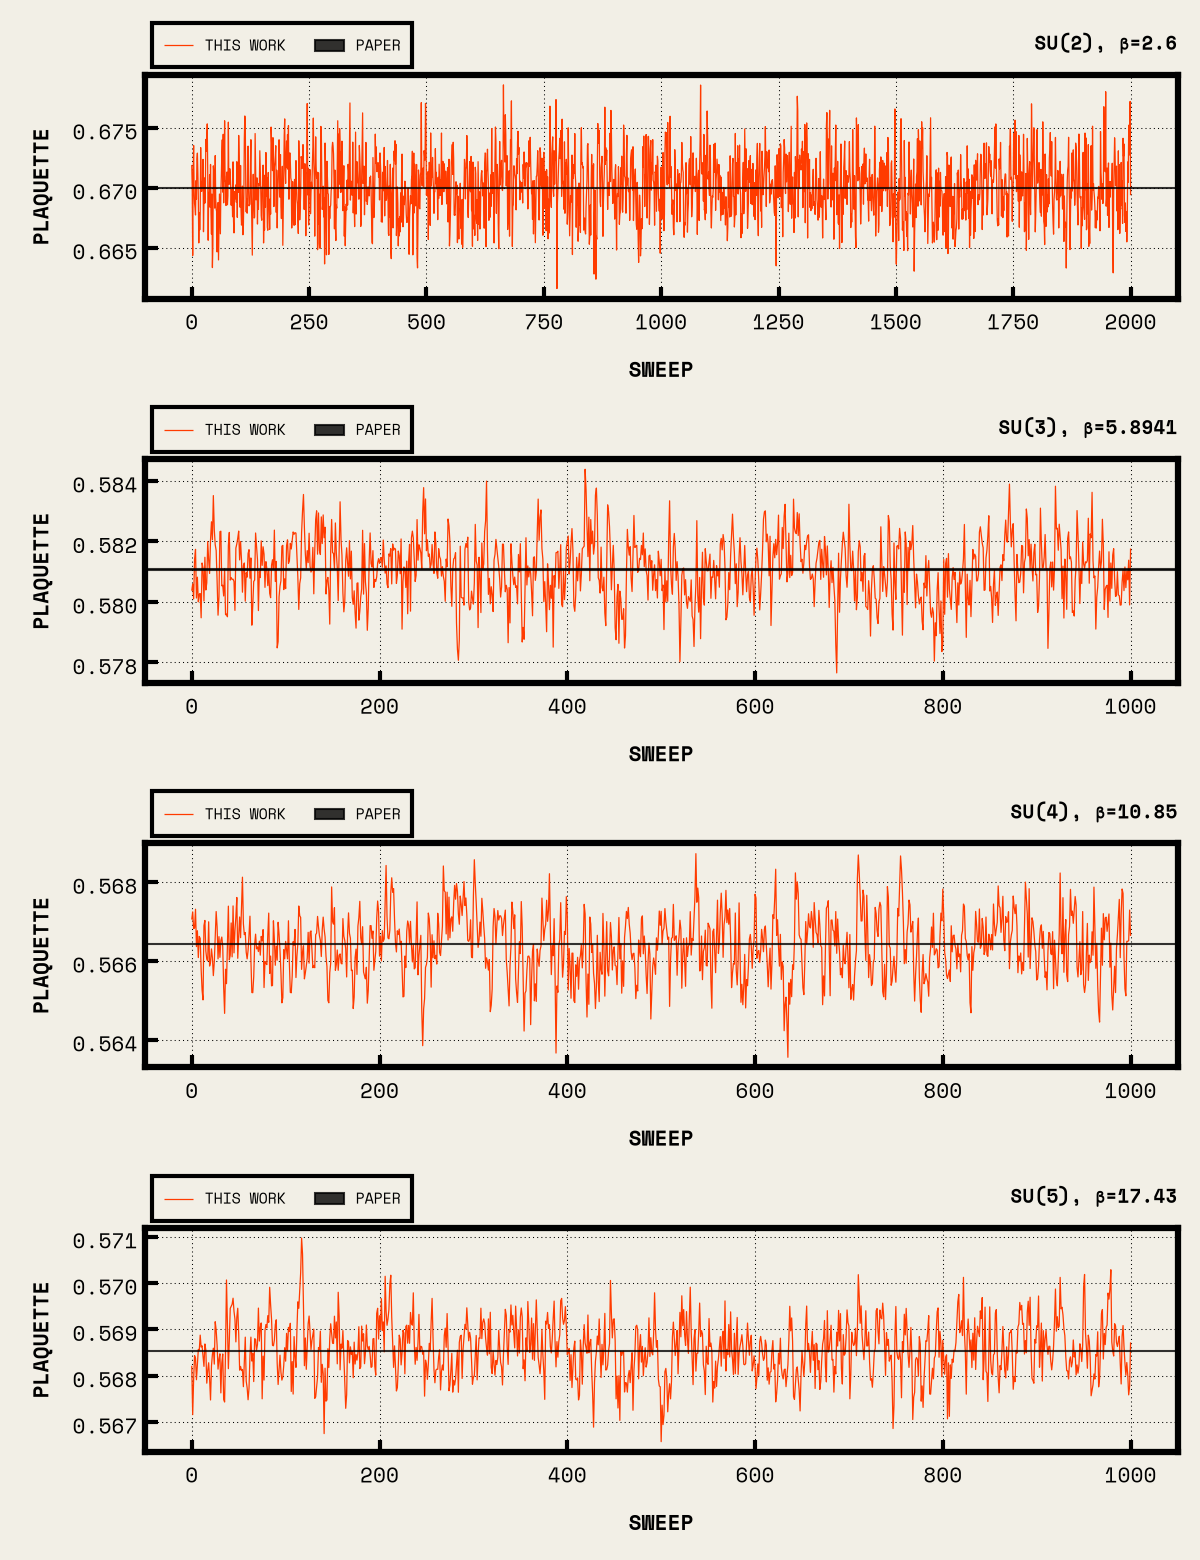 THIS WORK PAPER SU(2), β=2.6
PLAQUETTE
0.675
0.670
0.665
0 250 500 750 1000 1250 1500 1750 2000
SWEEP
THIS WORK PAPER SU(3), β=5.8941
PLAQUETTE
0.584
0.582
0.580
0.578
0 200 400 600 800 1000
SWEEP
THIS WORK PAPER SU(4), β=10.85
PLAQUETTE
0.568
0.566
0.564
0 200 400 600 800 1000
SWEEP
THIS WORK PAPER SU(5), β=17.43
PLAQUETTE
0.571
0.570
0.569
0.568
0.567
0 200 400 600 800 1000
SWEEP